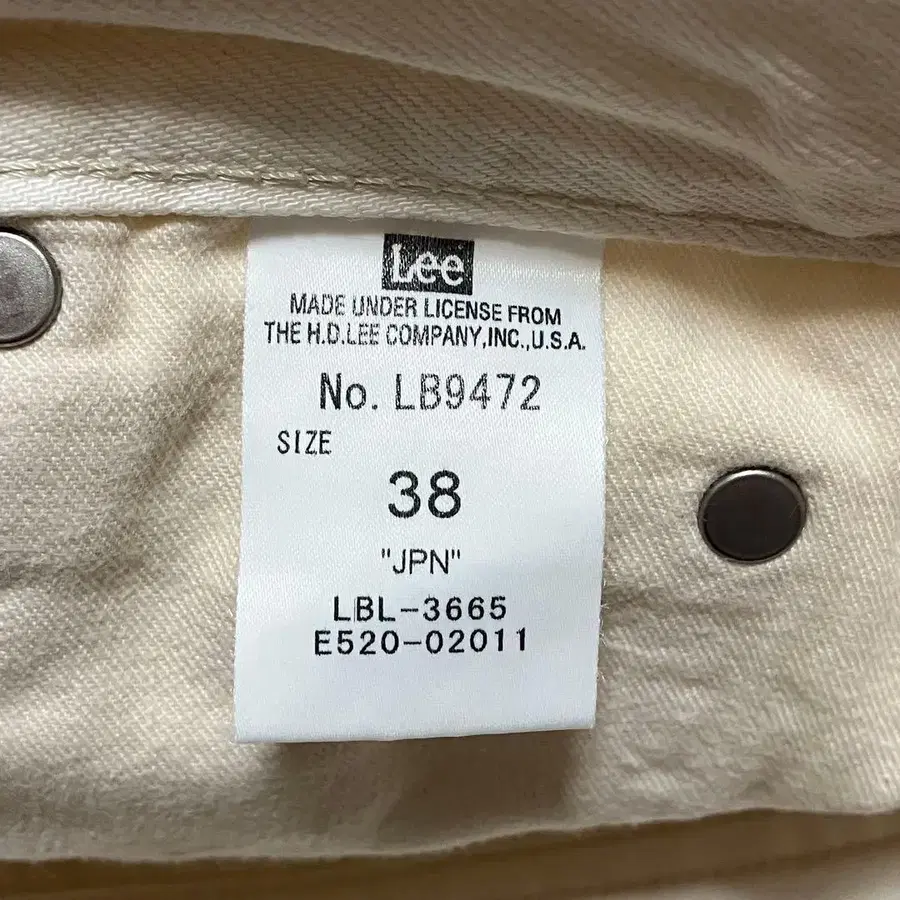 Lee
MADE UNDER LICENSE FROM
THE H.D.LEE COMPANY,INC.,U.S.A.
No. LB9472
SIZE
38
"JPN"
LBL-3665
E520-02011